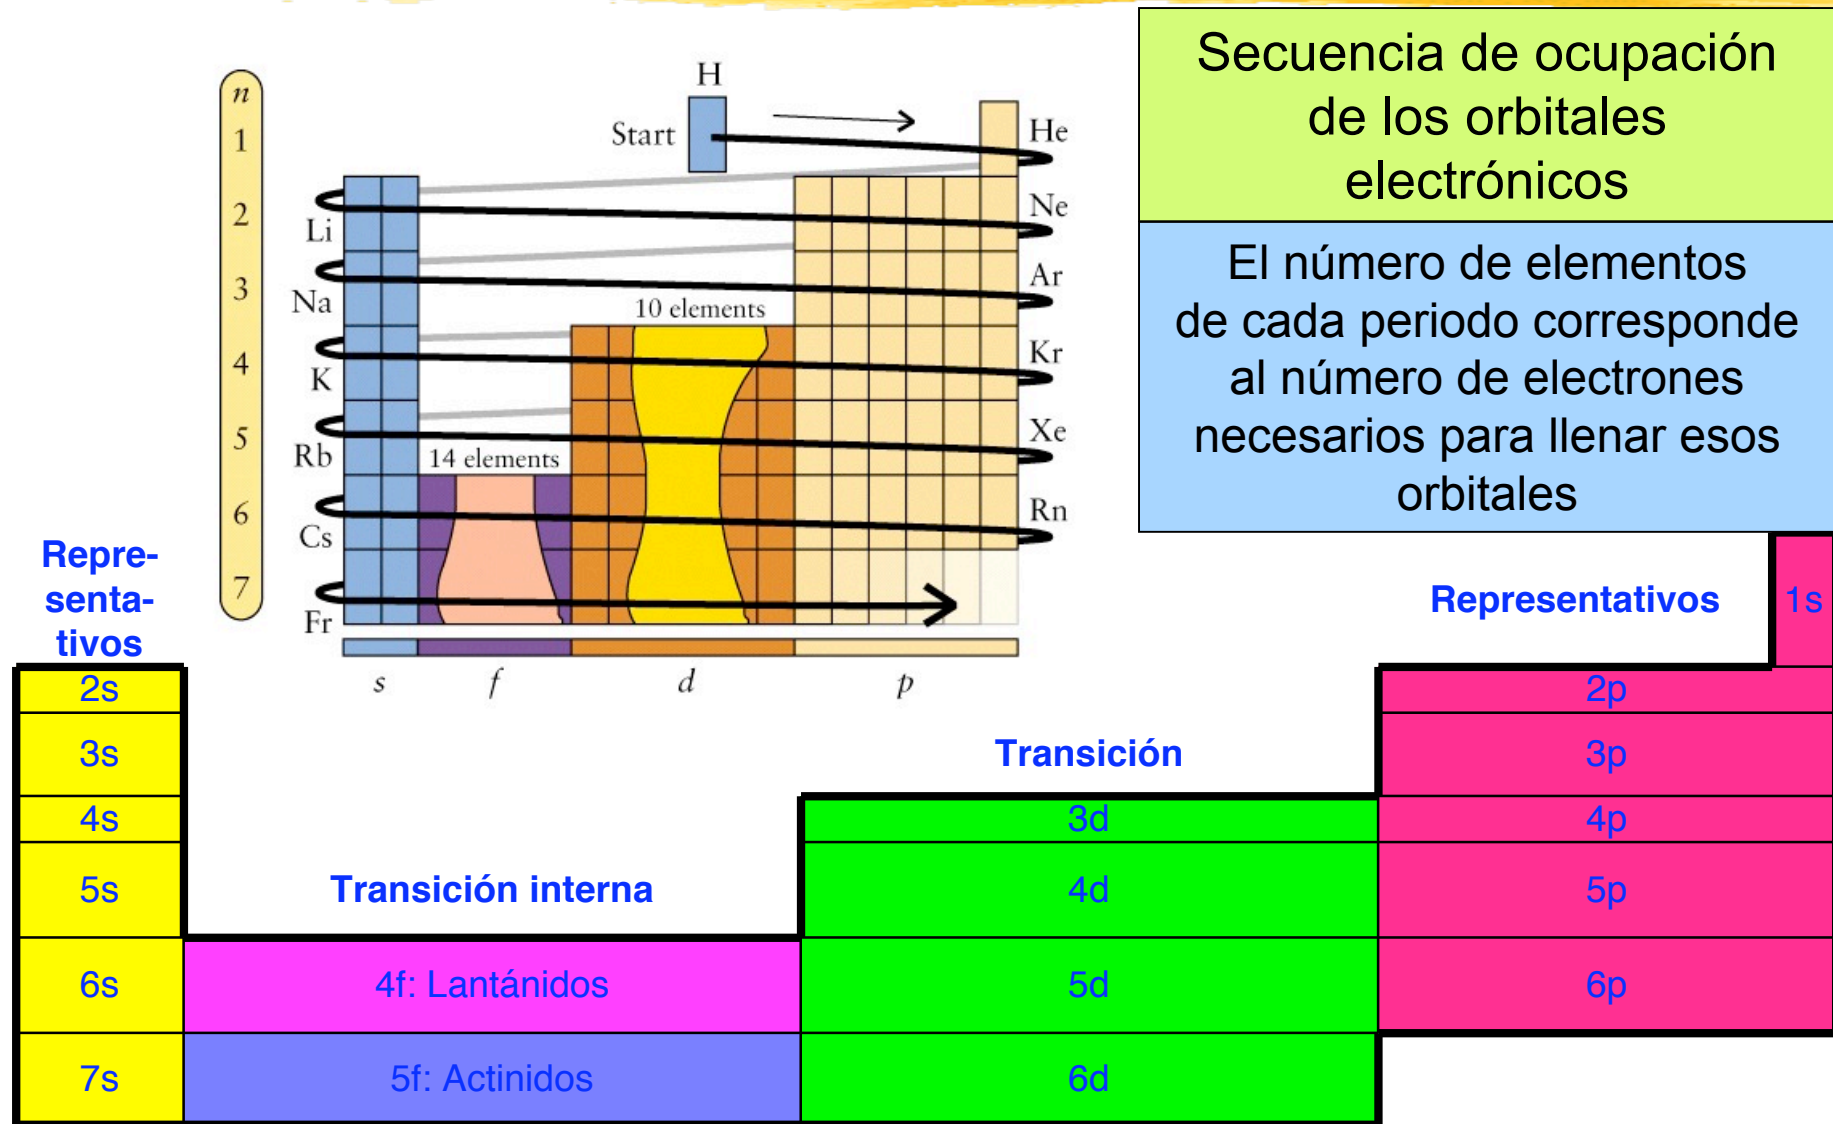 Secuencia de ocupación
de los orbitales
electrónicos
El número de elementos
de cada periodo corresponde
al número de electrones
necesarios para llenar esos
orbitales
n
1
2
3
4
5
6
7
H
Start
He
Li
Ne
Na
Ar
10 elements
K
Kr
Rb
Xe
14 elements
Cs
Rn
Fr
s f d p
Repre-
senta-
tivos
Representativos
1s
2s 2p
3s Transición 3p
4s 3d 4p
5s Transición interna 4d 5p
6s 4f: Lantánidos 5d 6p
7s 5f: Actinidos 6d